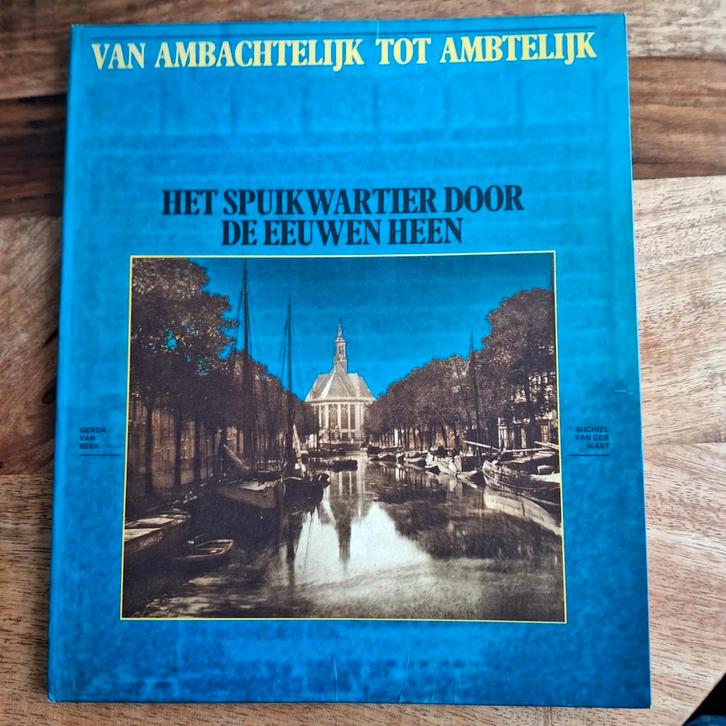 VAN AMBACHTELIJK TOT AMBTELIJK
HET SPUIKWARTIER DOOR
DE EEUWEN HEEN
GERDA
VAN
BEEK
MICHIEL
VAN DER
MAST